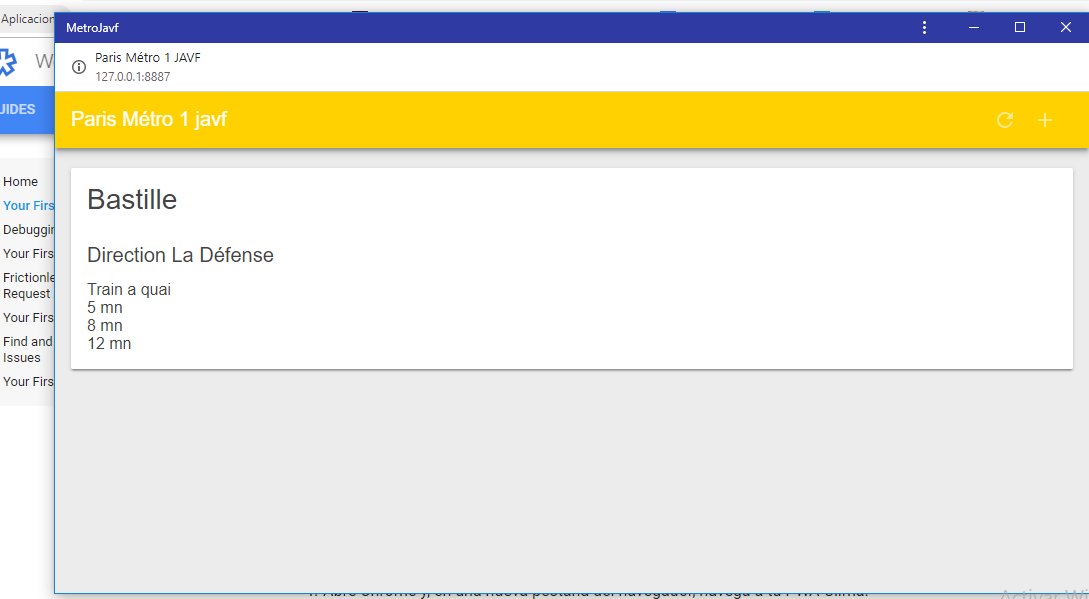 Aplicacion
MetroJavf
Paris Métro 1 JAVF
127.0.0.1:8887
W
UIDES
Paris Métro 1 javf
Home
Your Firs
Debuggin
Your Firs
Frictionle
Request
Your Firs
Find and
Issues
Your Firs
Bastille
Direction La Défense
Train a quai
5 mn
8 mn
12 mn